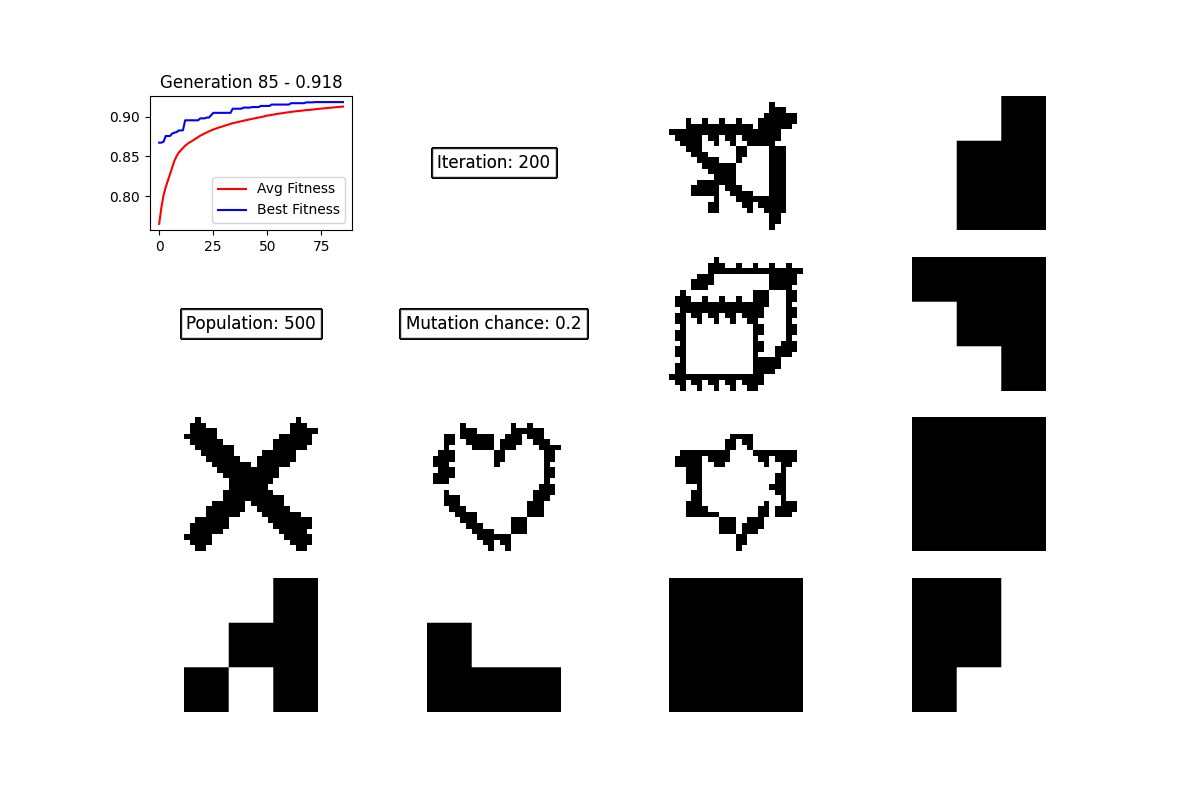 Generation 85 - 0.918
0.90
0.85
0.80
Avg Fitness
Best Fitness
0
25
50
75
Iteration: 200
Population: 500
Mutation chance: 0.2